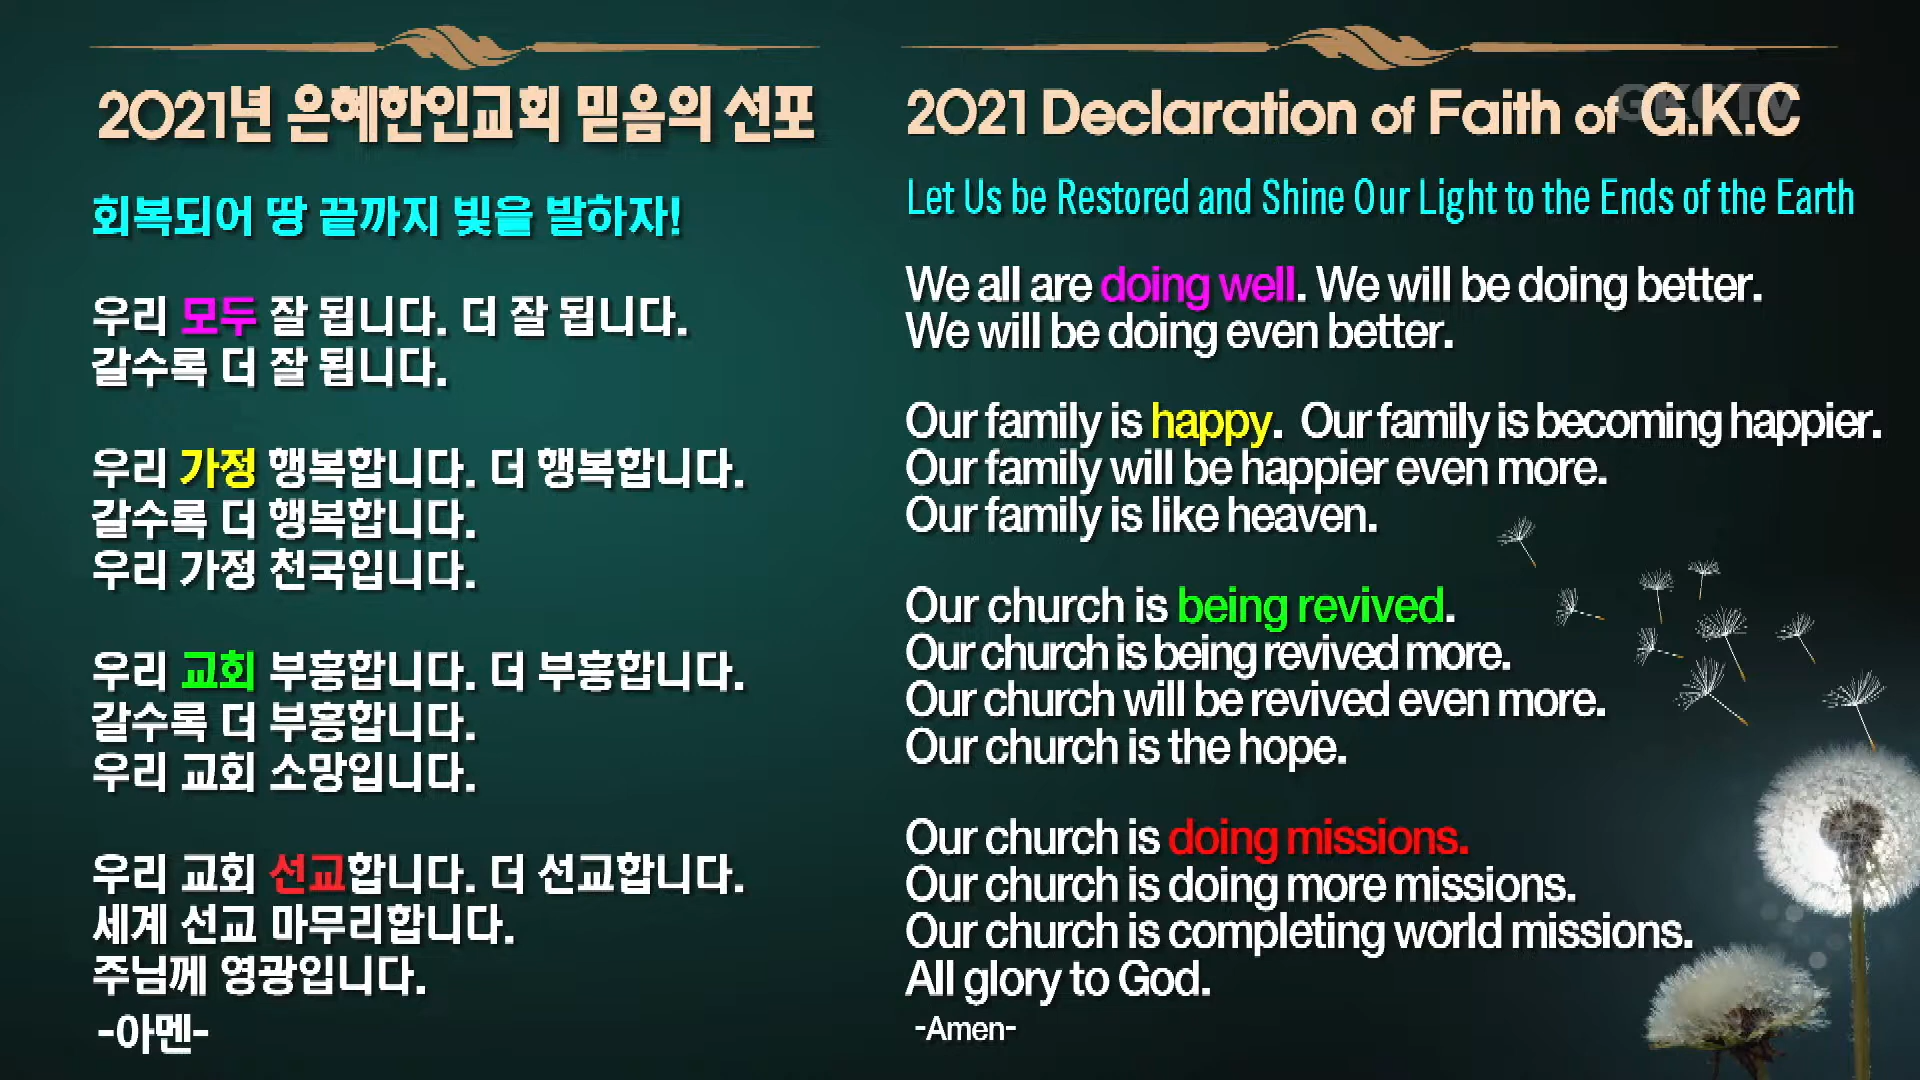 2021년 은혜한인교회 믿음의 선포
회복되어 땅 끝까지 빛을 발하자!
우리 모두 잘 됩니다. 더 잘 됩니다.
갈수록 더 잘 됩니다.
우리 가정 행복합니다. 더 행복합니다.
갈수록 더 행복합니다.
우리 가정 천국입니다.
우리 교회 부흥합니다. 더 부흥합니다.
갈수록 더 부흥합니다.
우리 교회 소망입니다.
우리 교회 선교합니다. 더 선교합니다.
세계 선교 마무리합니다.
주님께 영광입니다.
-아멘-
2021 Declaration of Faith of G.K.C
GKCTV
Let Us be Restored and Shine Our Light to the Ends of the Earth
We all are doing well. We will be doing better.
We will be doing even better.
Our family is happy. Our family is becoming happier.
Our family will be happier even more.
Our family is like heaven.
Our church is being revived.
Our church is being revived more.
Our church will be revived even more.
Our church is the hope.
Our church is doing missions.
Our church is doing more missions.
Our church is completing world missions.
All glory to God.
-Amen-